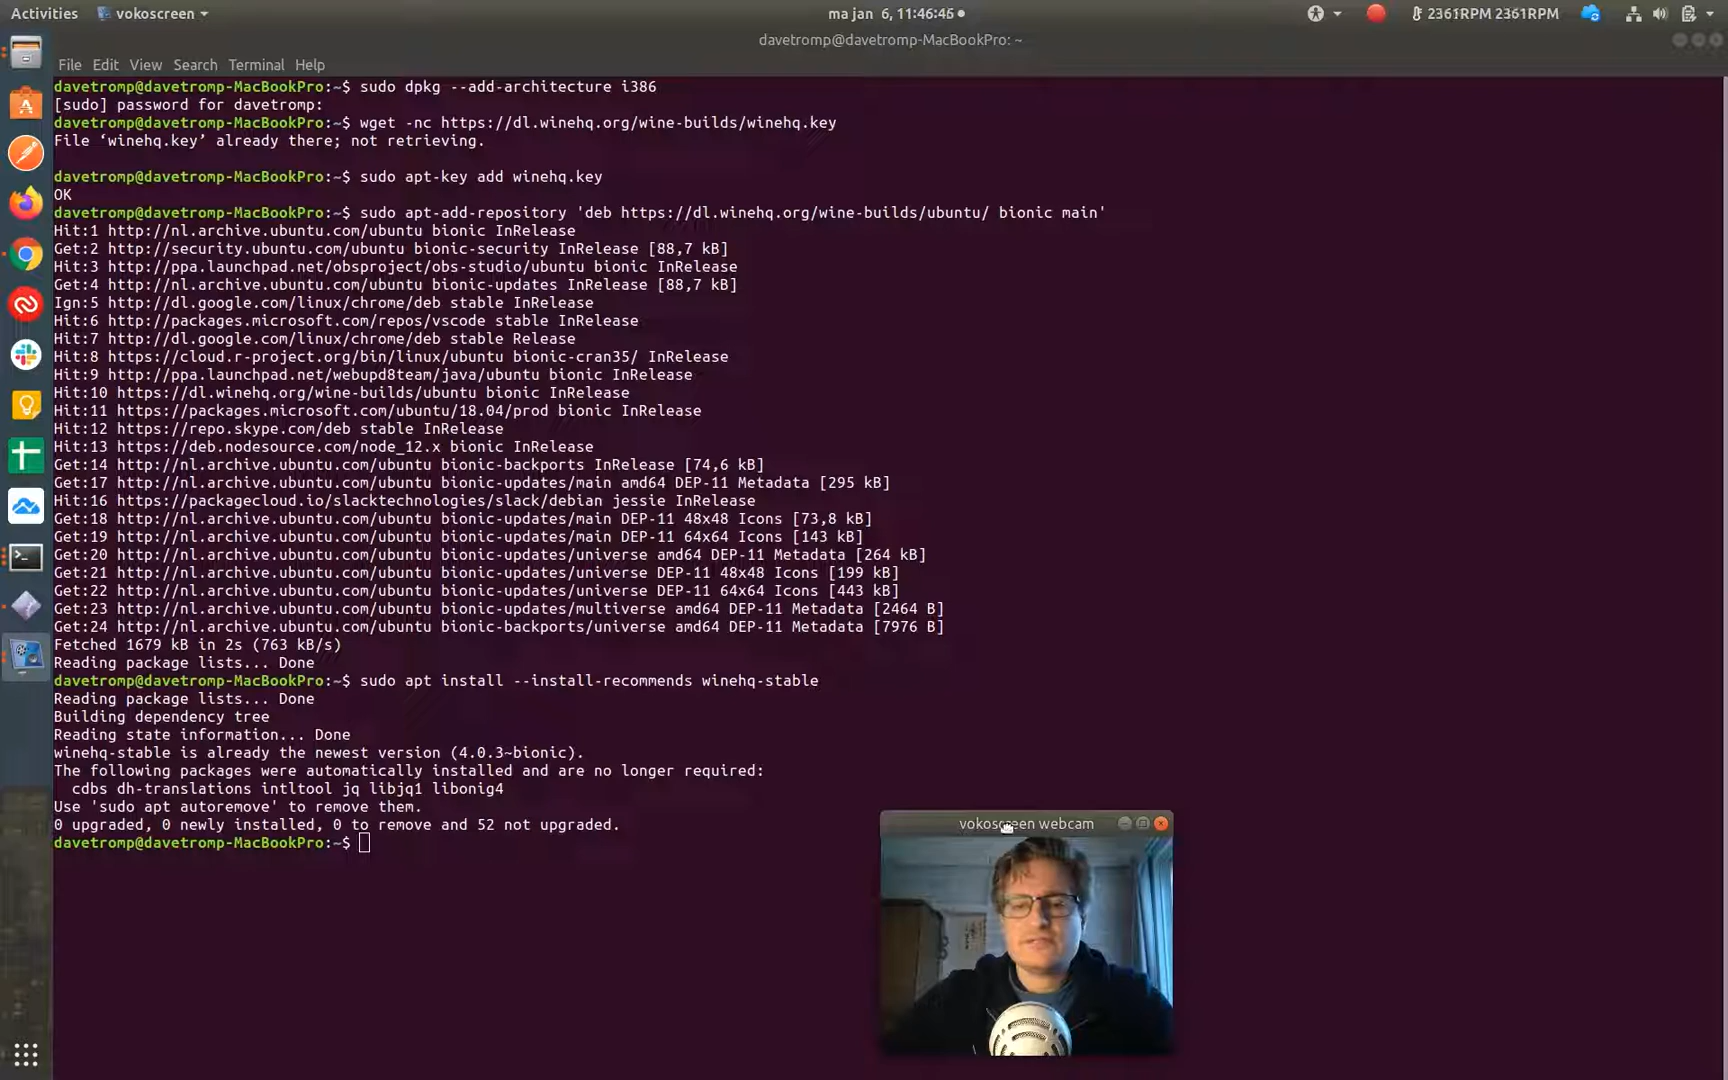 Activities vokoscreen ma jan 6, 11:46:46 2361RPM 2361RPM
davetromp@davetromp-MacBookPro: ~
File Edit View Search Terminal Help
davetromp@davetromp-MacBookPro:~$ sudo dpkg --add-architecture i386
[sudo] password for davetromp:
davetromp@davetromp-MacBookPro:~$ wget -nc https://dl.winehq.org/wine-builds/winehq.key
File ‘winehq.key’ already there; not retrieving.
davetromp@davetromp-MacBookPro:~$ sudo apt-key add winehq.key
OK
davetromp@davetromp-MacBookPro:~$ sudo apt-add-repository 'deb https://dl.winehq.org/wine-builds/ubuntu/ bionic main'
Hit:1 http://nl.archive.ubuntu.com/ubuntu bionic InRelease
Get:2 http://security.ubuntu.com/ubuntu bionic-security InRelease [88,7 kB]
Hit:3 http://ppa.launchpad.net/obsproject/obs-studio/ubuntu bionic InRelease
Get:4 http://nl.archive.ubuntu.com/ubuntu bionic-updates InRelease [88,7 kB]
Ign:5 http://dl.google.com/linux/chrome/deb stable InRelease
Hit:6 http://packages.microsoft.com/repos/vscode stable InRelease
Hit:7 http://dl.google.com/linux/chrome/deb stable Release
Hit:8 https://cloud.r-project.org/bin/linux/ubuntu bionic-cran35/ InRelease
Hit:9 http://ppa.launchpad.net/webupd8team/java/ubuntu bionic InRelease
Hit:10 https://dl.winehq.org/wine-builds/ubuntu bionic InRelease
Hit:11 https://packages.microsoft.com/ubuntu/18.04/prod bionic InRelease
Hit:12 https://repo.skype.com/deb stable InRelease
Hit:13 https://deb.nodesource.com/node_12.x bionic InRelease
Get:14 http://nl.archive.ubuntu.com/ubuntu bionic-backports InRelease [74,6 kB]
Get:17 http://nl.archive.ubuntu.com/ubuntu bionic-updates/main amd64 DEP-11 Metadata [295 kB]
Hit:16 https://packagecloud.io/slacktechnologies/slack/debian jessie InRelease
Get:18 http://nl.archive.ubuntu.com/ubuntu bionic-updates/main DEP-11 48x48 Icons [73,8 kB]
Get:19 http://nl.archive.ubuntu.com/ubuntu bionic-updates/main DEP-11 64x64 Icons [143 kB]
Get:20 http://nl.archive.ubuntu.com/ubuntu bionic-updates/universe amd64 DEP-11 Metadata [264 kB]
Get:21 http://nl.archive.ubuntu.com/ubuntu bionic-updates/universe DEP-11 48x48 Icons [199 kB]
Get:22 http://nl.archive.ubuntu.com/ubuntu bionic-updates/universe DEP-11 64x64 Icons [443 kB]
Get:23 http://nl.archive.ubuntu.com/ubuntu bionic-updates/multiverse amd64 DEP-11 Metadata [2464 B]
Get:24 http://nl.archive.ubuntu.com/ubuntu bionic-backports/universe amd64 DEP-11 Metadata [7976 B]
Fetched 1679 kB in 2s (763 kB/s)
Reading package lists... Done
davetromp@davetromp-MacBookPro:~$ sudo apt install --install-recommends winehq-stable
Reading package lists... Done
Building dependency tree
Reading state information... Done
winehq-stable is already the newest version (4.0.3~bionic).
The following packages were automatically installed and are no longer required:
cdbs dh-translations intltool jq libjq1 libonig4
Use 'sudo apt autoremove' to remove them.
0 upgraded, 0 newly installed, 0 to remove and 52 not upgraded.
davetromp@davetromp-MacBookPro:~$
vokoscreen webcam